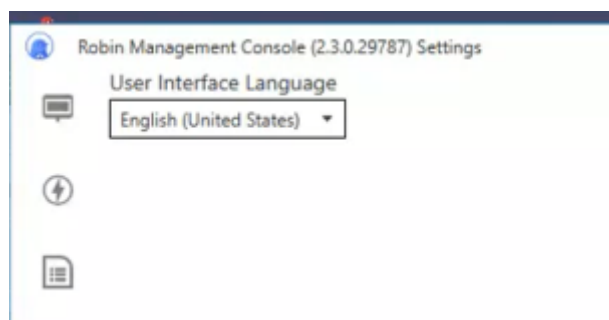 Robin Management Console (2.3.0.29787) Settings
User Interface Language
English (United States)